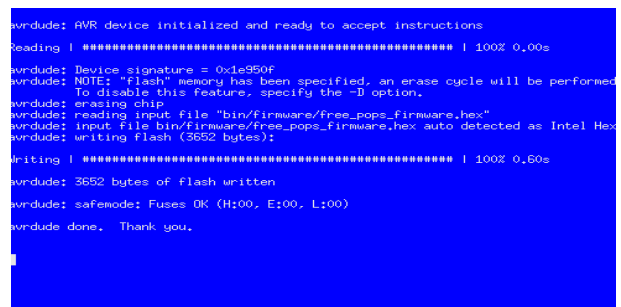 avrdude: AVR device initialized and ready to accept instructions
Reading | ################################################## | 100% 0.00s
avrdude: Device signature = 0x1e950f
avrdude: NOTE: "flash" memory has been specified, an erase cycle will be performed
To disable this feature, specify the -D option.
avrdude: erasing chip
avrdude: reading input file "bin/firmware/free_pops_firmware.hex"
avrdude: input file bin/firmware/free_pops_firmware.hex auto detected as Intel Hex
avrdude: writing flash (3652 bytes):
Writing | ################################################## | 100% 0.60s
avrdude: 3652 bytes of flash written
avrdude: safemode: Fuses OK (H:00, E:00, L:00)
avrdude done. Thank you.